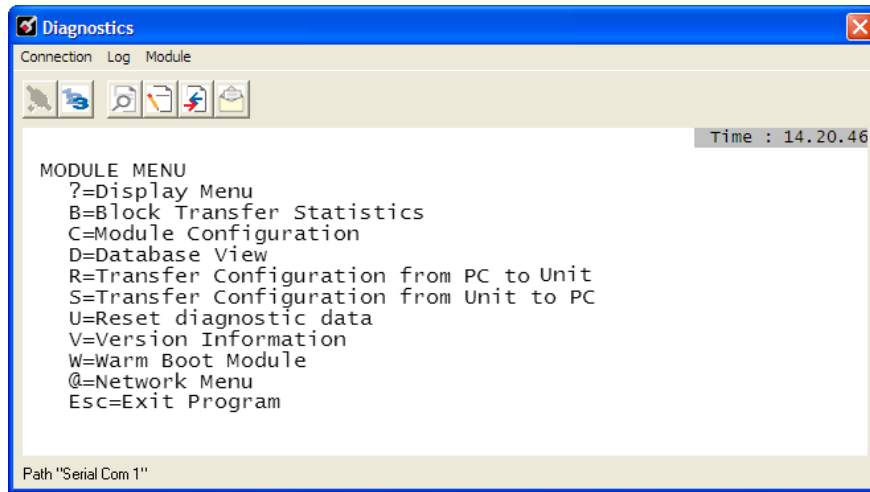 Diagnostics
Connection Log Module
Time : 14.20.46
MODULE MENU
?=Display Menu
B=Block Transfer Statistics
C=Module Configuration
D=Database View
R=Transfer Configuration from PC to Unit
S=Transfer Configuration from Unit to PC
U=Reset diagnostic data
V=Version Information
W=Warm Boot Module
@=Network Menu
Esc=Exit Program
Path "Serial Com 1"